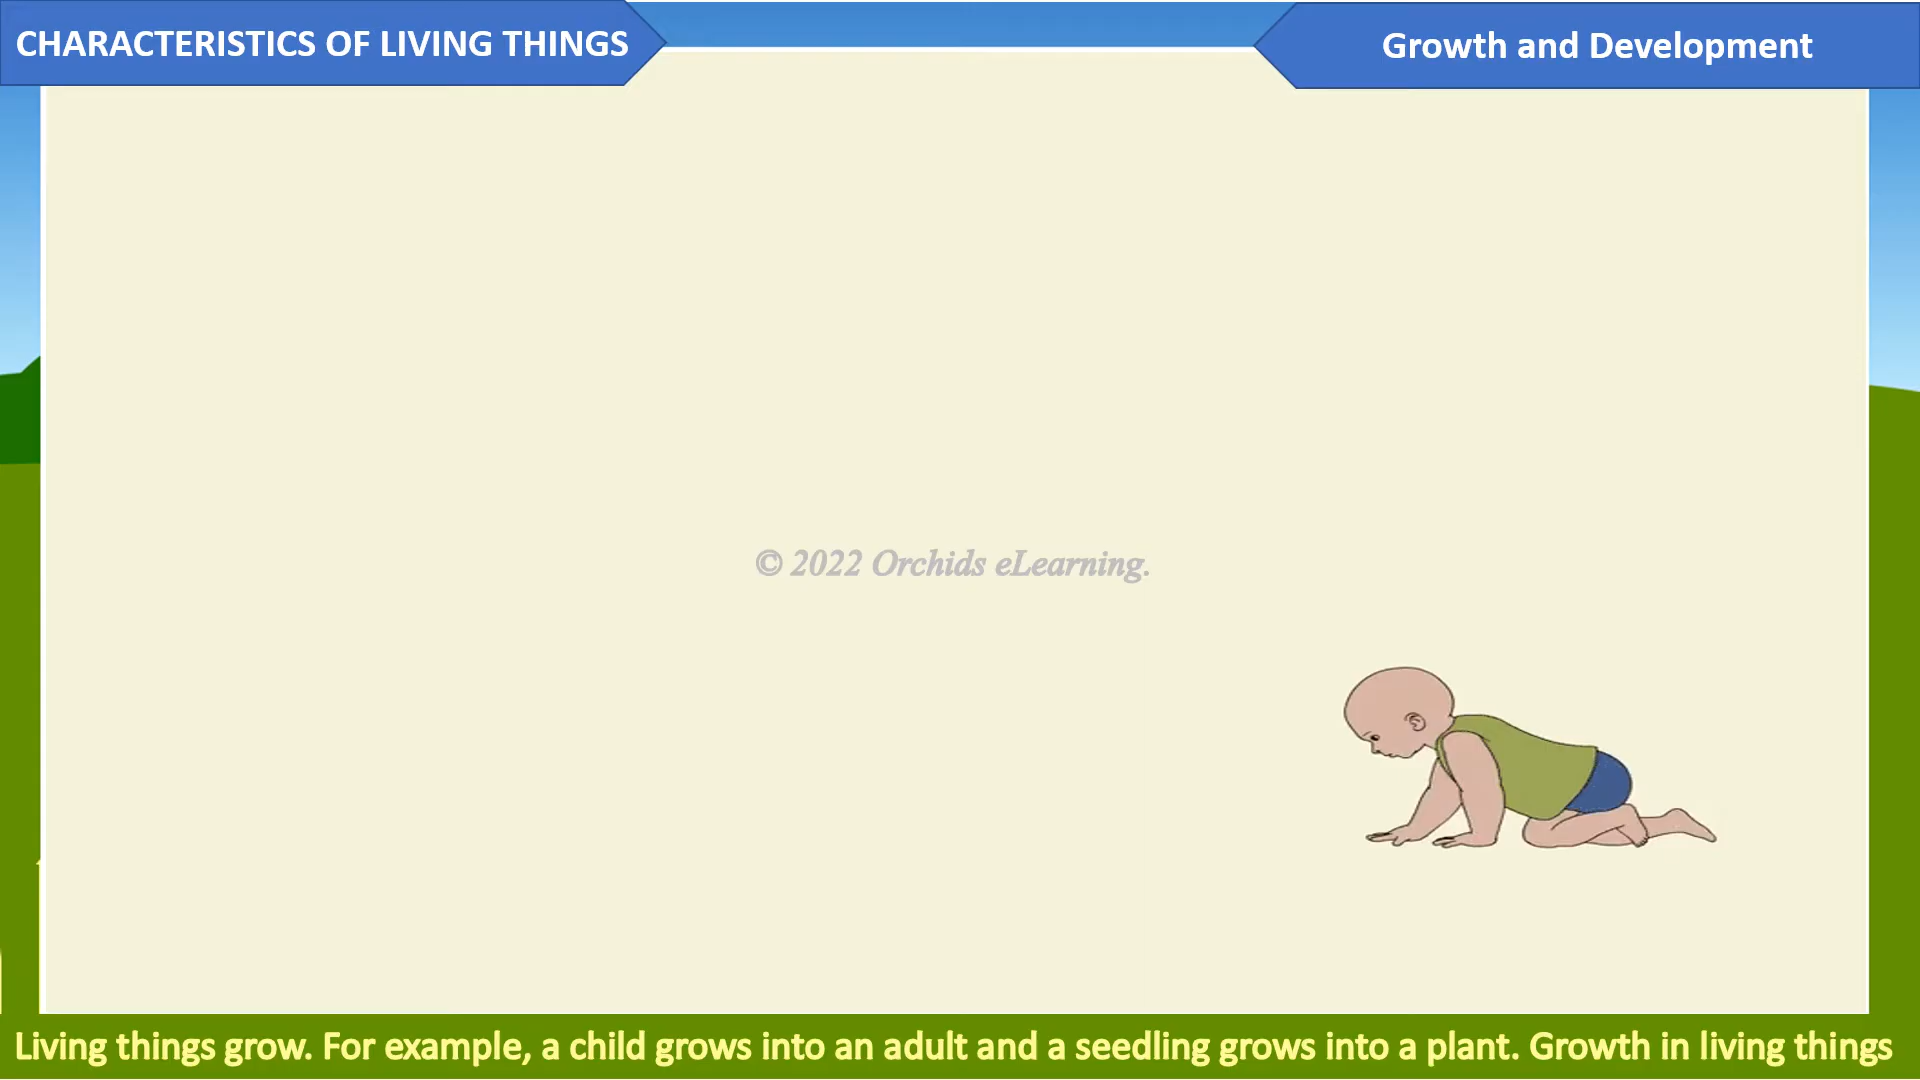 CHARACTERISTICS OF LIVING THINGS
Growth and Development
© 2022 Orchids eLearning.
Living things grow. For example, a child grows into an adult and a seedling grows into a plant. Growth in living things